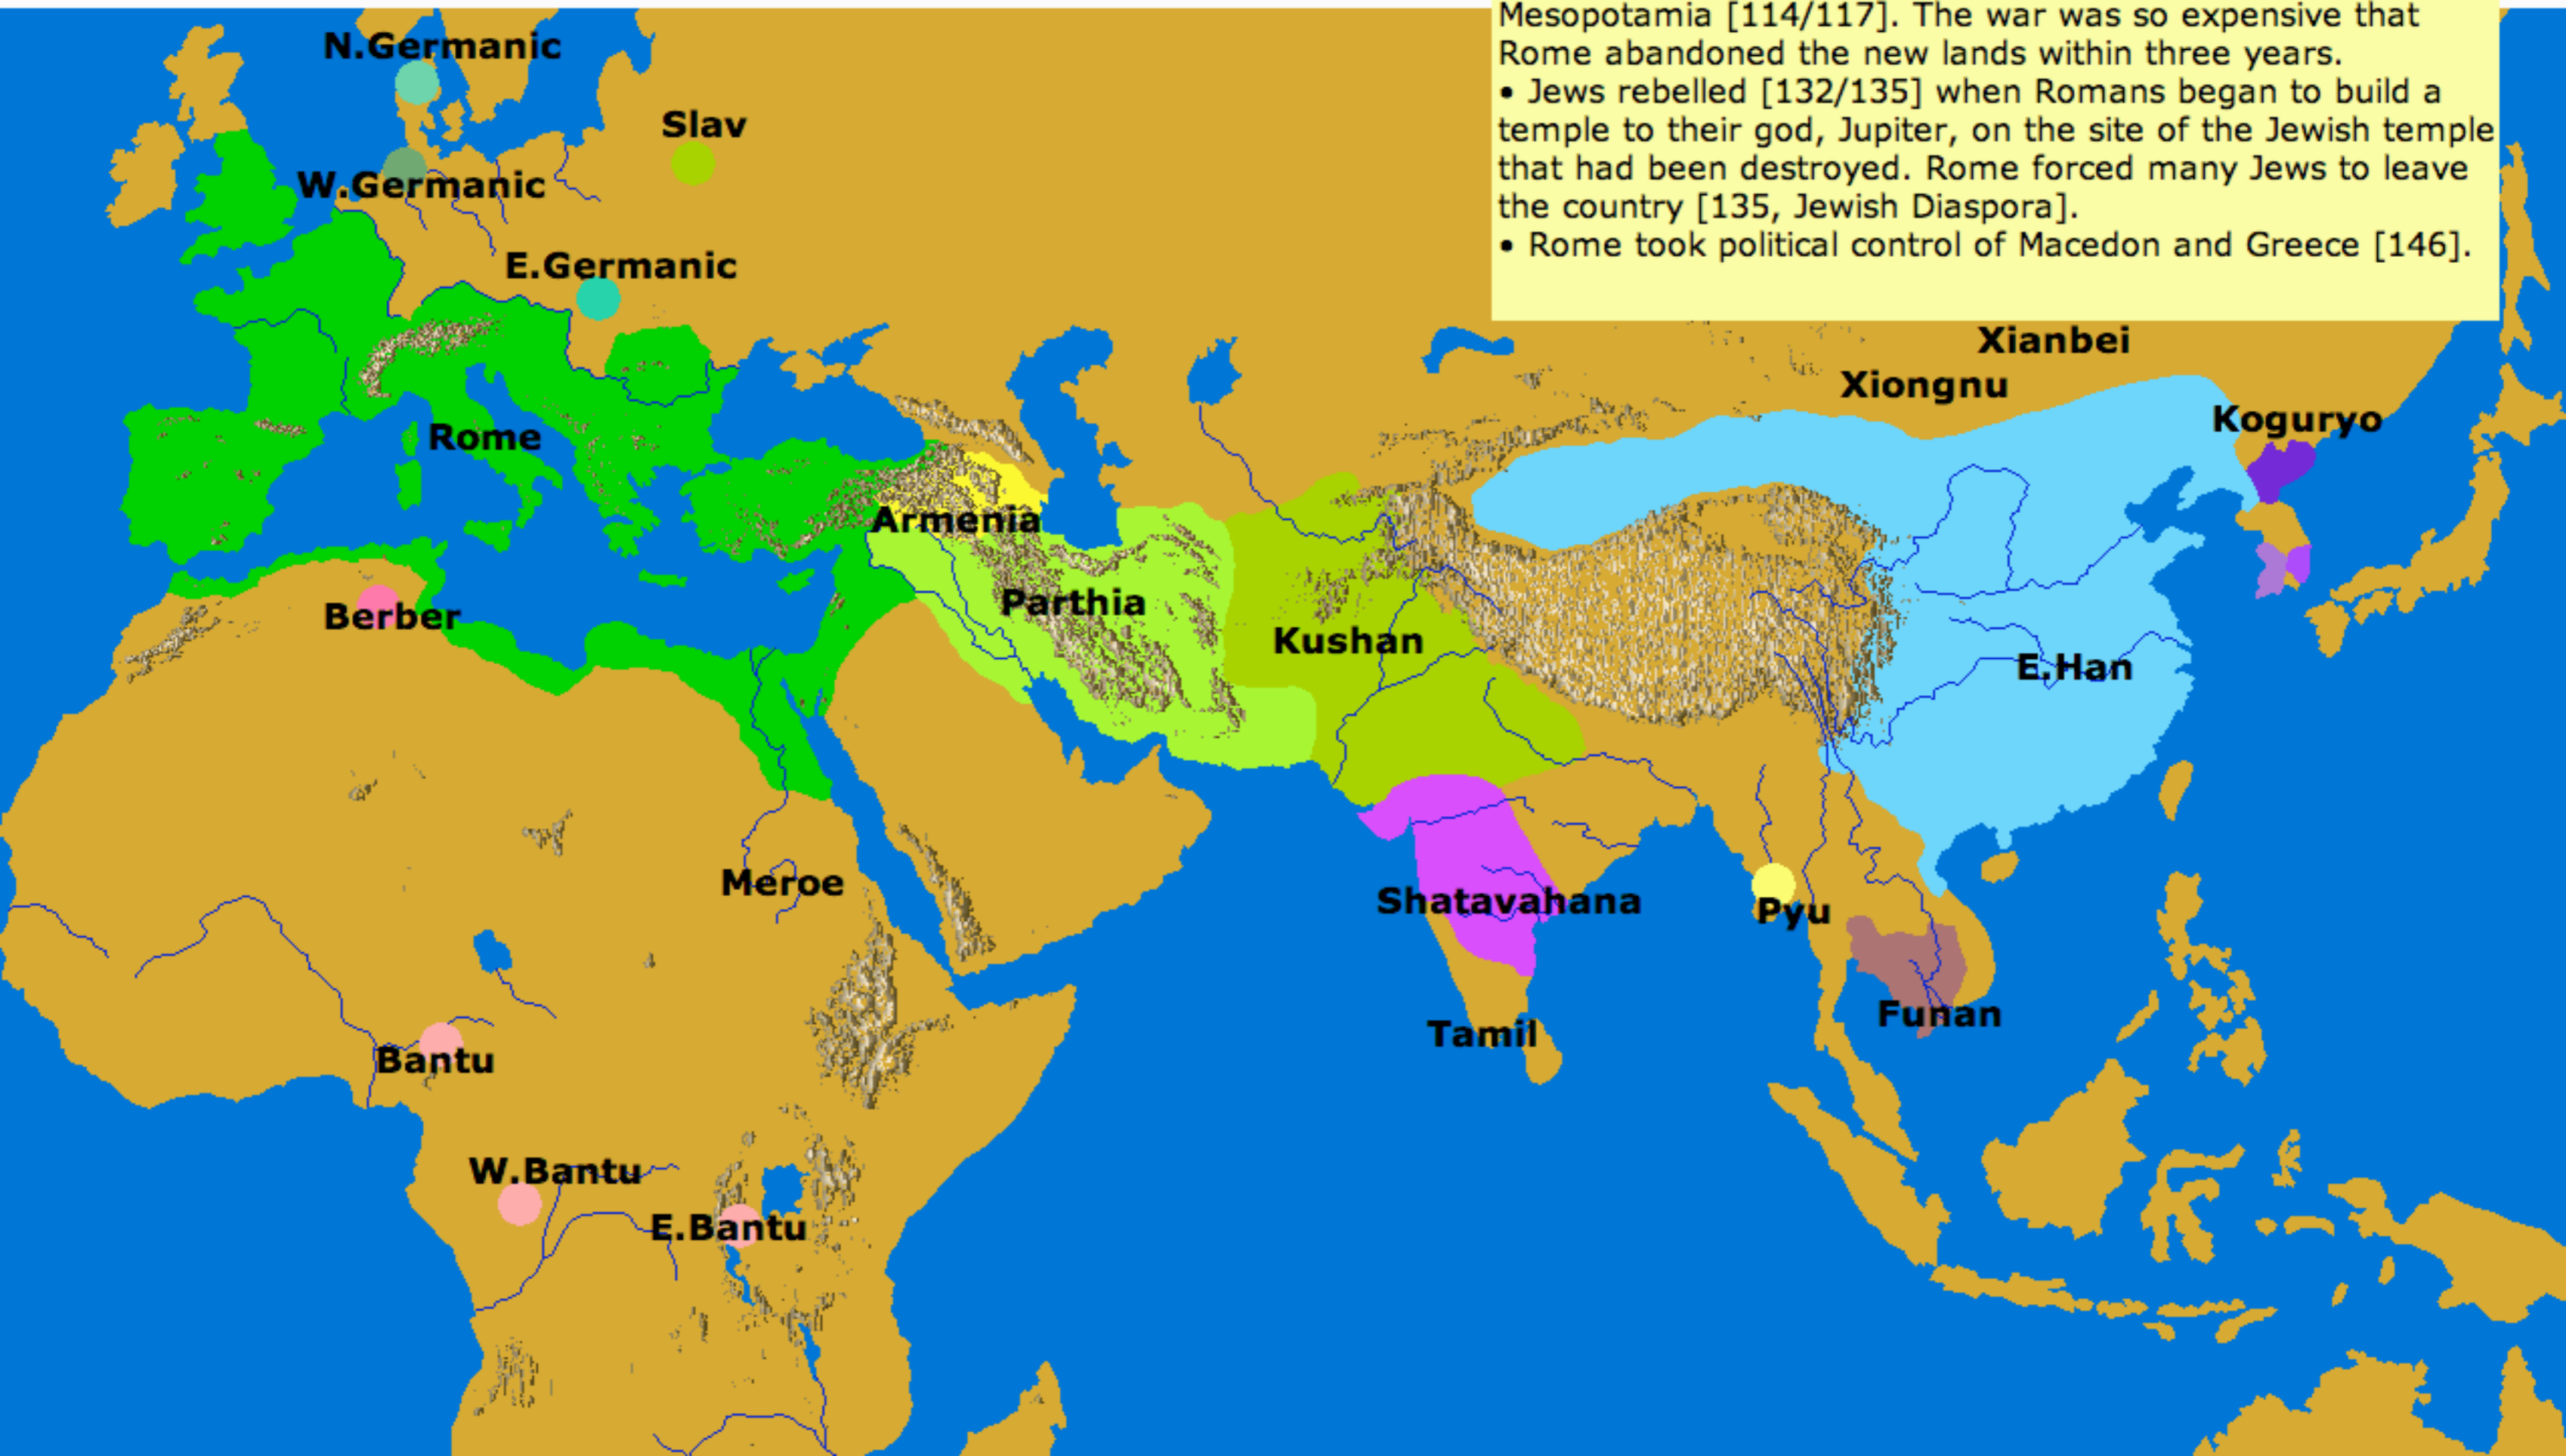 Mesopotamia [114/117]. The war was so expensive that
Rome abandoned the new lands within three years.
• Jews rebelled [132/135] when Romans began to build a
temple to their god, Jupiter, on the site of the Jewish temple
that had been destroyed. Rome forced many Jews to leave
the country [135, Jewish Diaspora].
• Rome took political control of Macedon and Greece [146].
N.Germanic
Slav
W.Germanic
E.Germanic
Xianbei
Xiongnu
Koguryo
Rome
Armenia
Parthia
Berber
Kushan
E.Han
Meroe
Shatavahana
Pyu
Funan
Tamil
Bantu
W.Bantu
E.Bantu